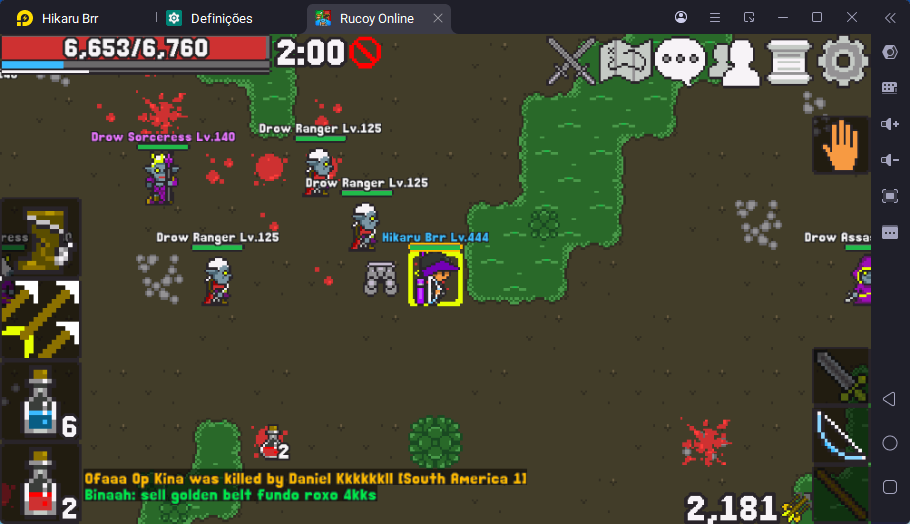 Hikaru Brr
Definições
Rucoy Online
6,653/6,760
2:00
Drow Sorceress Lv.140
Drow Ranger Lv.125
Drow Ranger Lv.125
Drow Ranger Lv.125
Hikaru Brr Lv.444
Drow Assa
ress
6
2
2
Ofaaa Op Kina was killed by Daniel Kkkkkkll [South America 1]
Binaah: sell golden belt fundo roxo 4kks
2,181